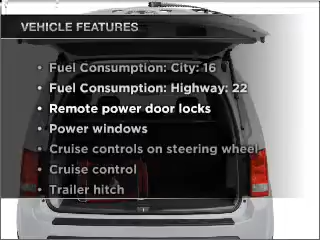 VEHICLE FEATURES
• Fuel Consumption: City: 16
• Fuel Consumption: Highway: 22
• Remote power door locks
• Power windows
• Cruise controls on steering wheel
• Cruise control
• Trailer hitch